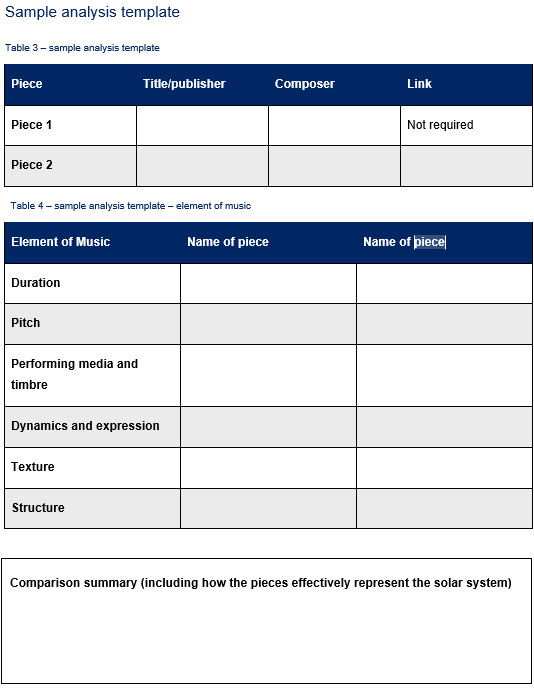 Sample analysis template
Table 3 – sample analysis template
Piece Title/publisher Composer Link
Piece 1 Not required
Piece 2
Table 4 – sample analysis template – element of music
Element of Music Name of piece Name of piece
Duration
Pitch
Performing media and
timbre
Dynamics and expression
Texture
Structure
Comparison summary (including how the pieces effectively represent the solar system)